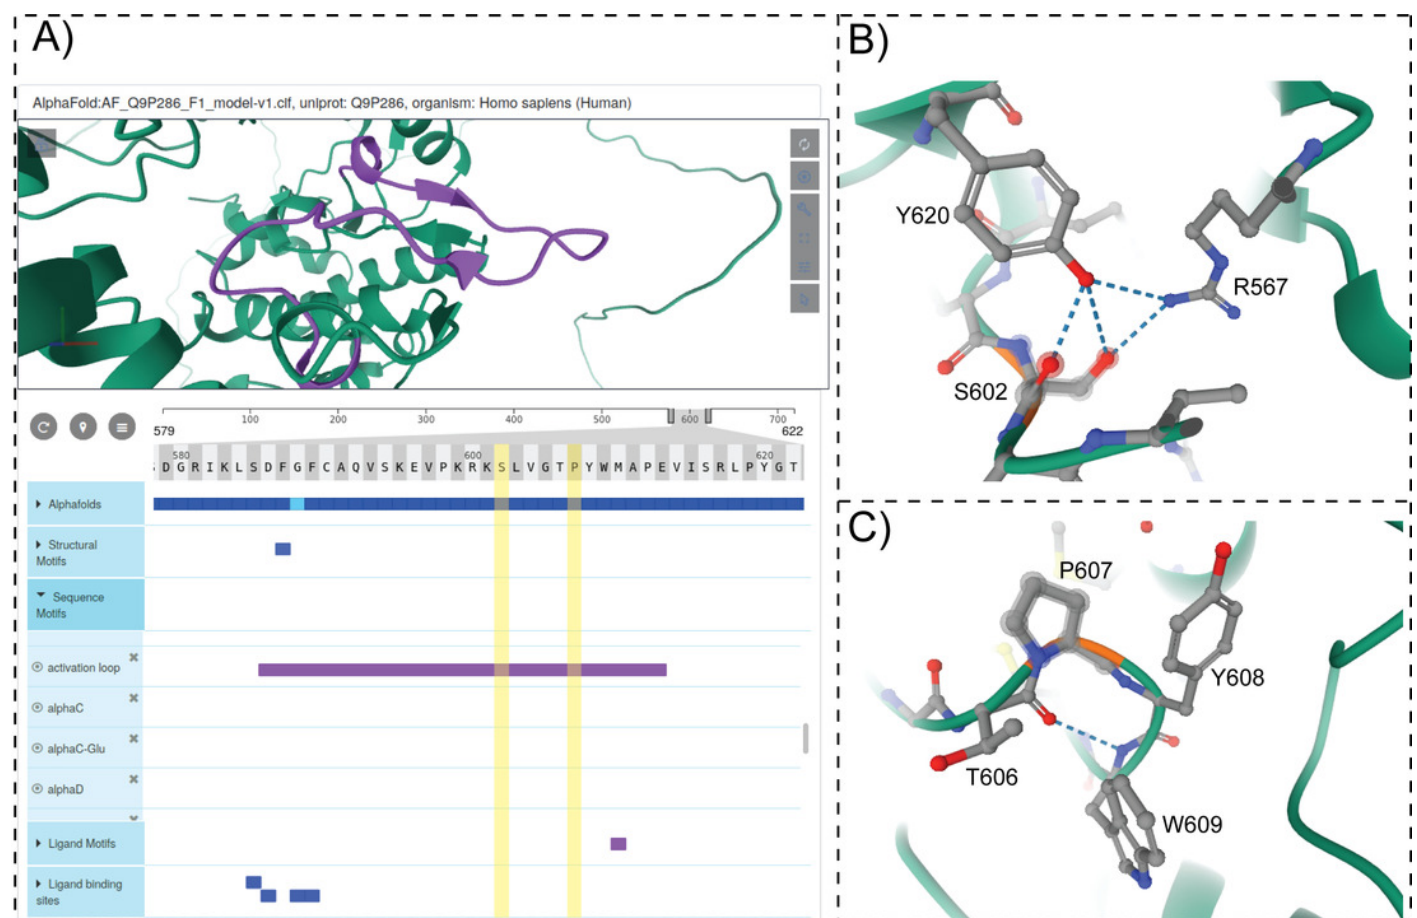 A)
AlphaFold:AF_Q9P286_F1_model-v1.cif, uniprot: Q9P286, organism: Homo sapiens (Human)
100 200 300 400 500 600 700
579 622
580 600 620
D G R I K L S D F G F C A Q V S K E V P K R K S L V G T P Y W M A P E V I S R L P Y G T
Alphafolds
Structural
Motifs
Sequence
Motifs
activation loop
alphaC
alphaC-Glu
alphaD
Ligand Motifs
Ligand binding
sites
B)
Y620
R567
S602
C)
P607
Y608
T606
W609